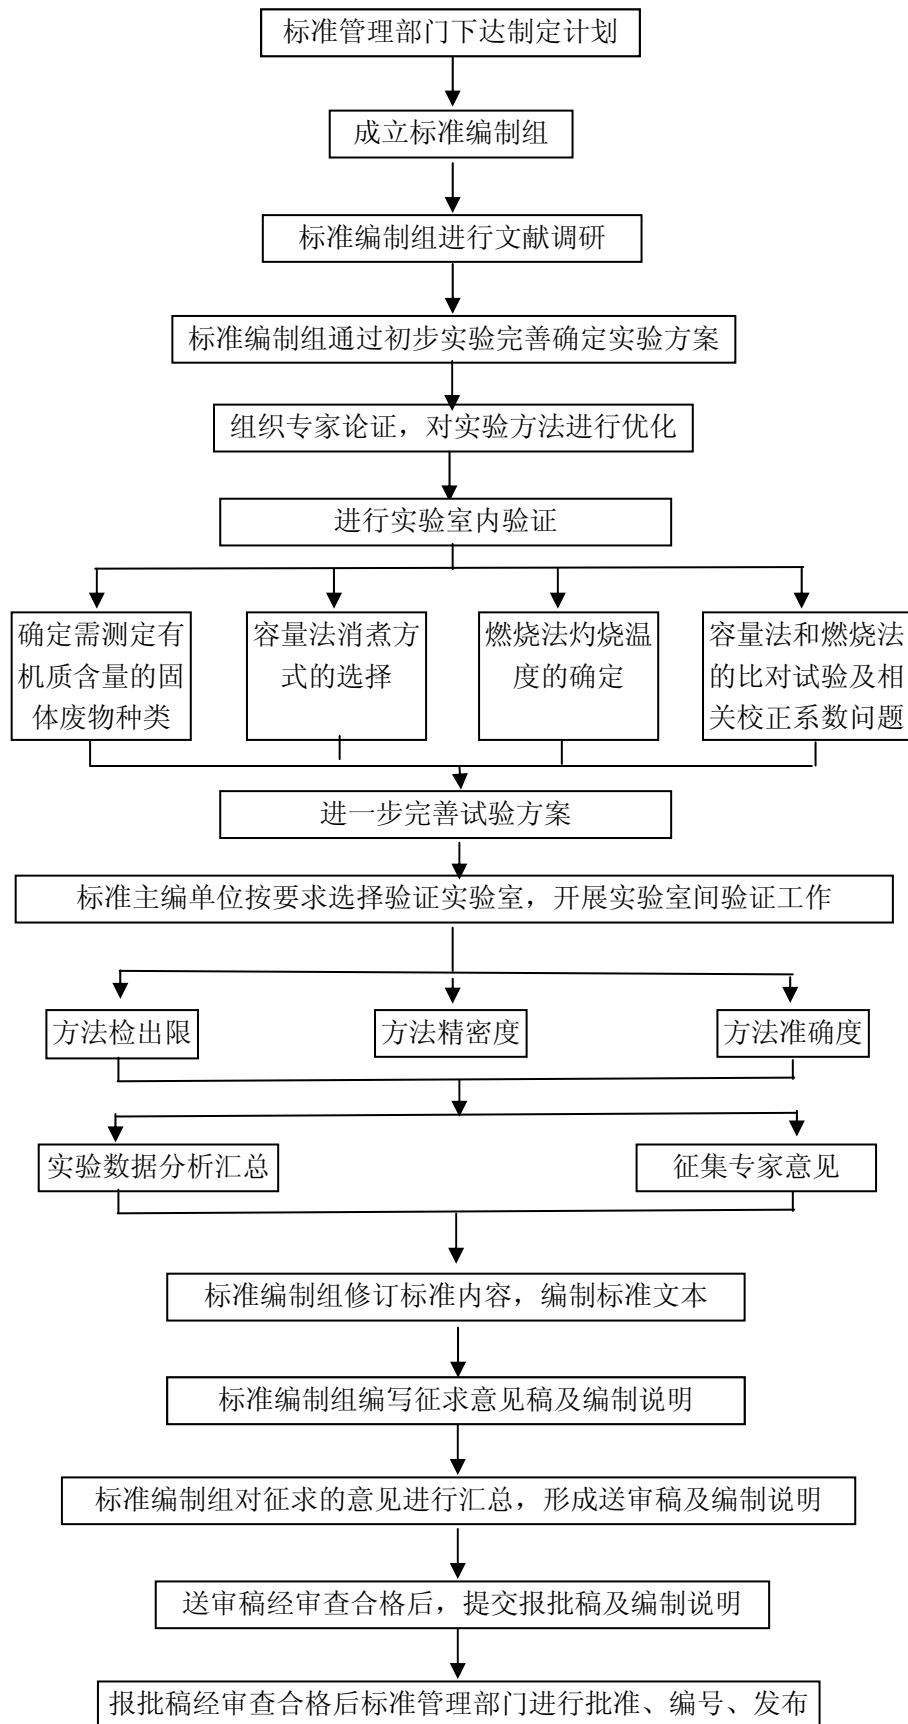 标准管理部门下达制定计划
成立标准编制组
标准编制组进行文献调研
标准编制组通过初步实验完善确定实验方案
组织专家论证，对实验方法进行优化
进行实验室内验证
确定需测定有
机质含量的固
体废物种类
容量法消煮方
式的选择
燃烧法灼烧温
度的确定
容量法和燃烧法
的比对试验及相
关校正系数问题
进一步完善试验方案
标准主编单位按要求选择验证实验室，开展实验室间验证工作
方法检出限
方法精密度
方法准确度
实验数据分析汇总
征集专家意见
标准编制组修订标准内容，编制标准文本
标准编制组编写征求意见稿及编制说明
标准编制组对征求的意见进行汇总，形成送审稿及编制说明
送审稿经审查合格后，提交报批稿及编制说明
报批稿经审查合格后标准管理部门进行批准、编号、发布